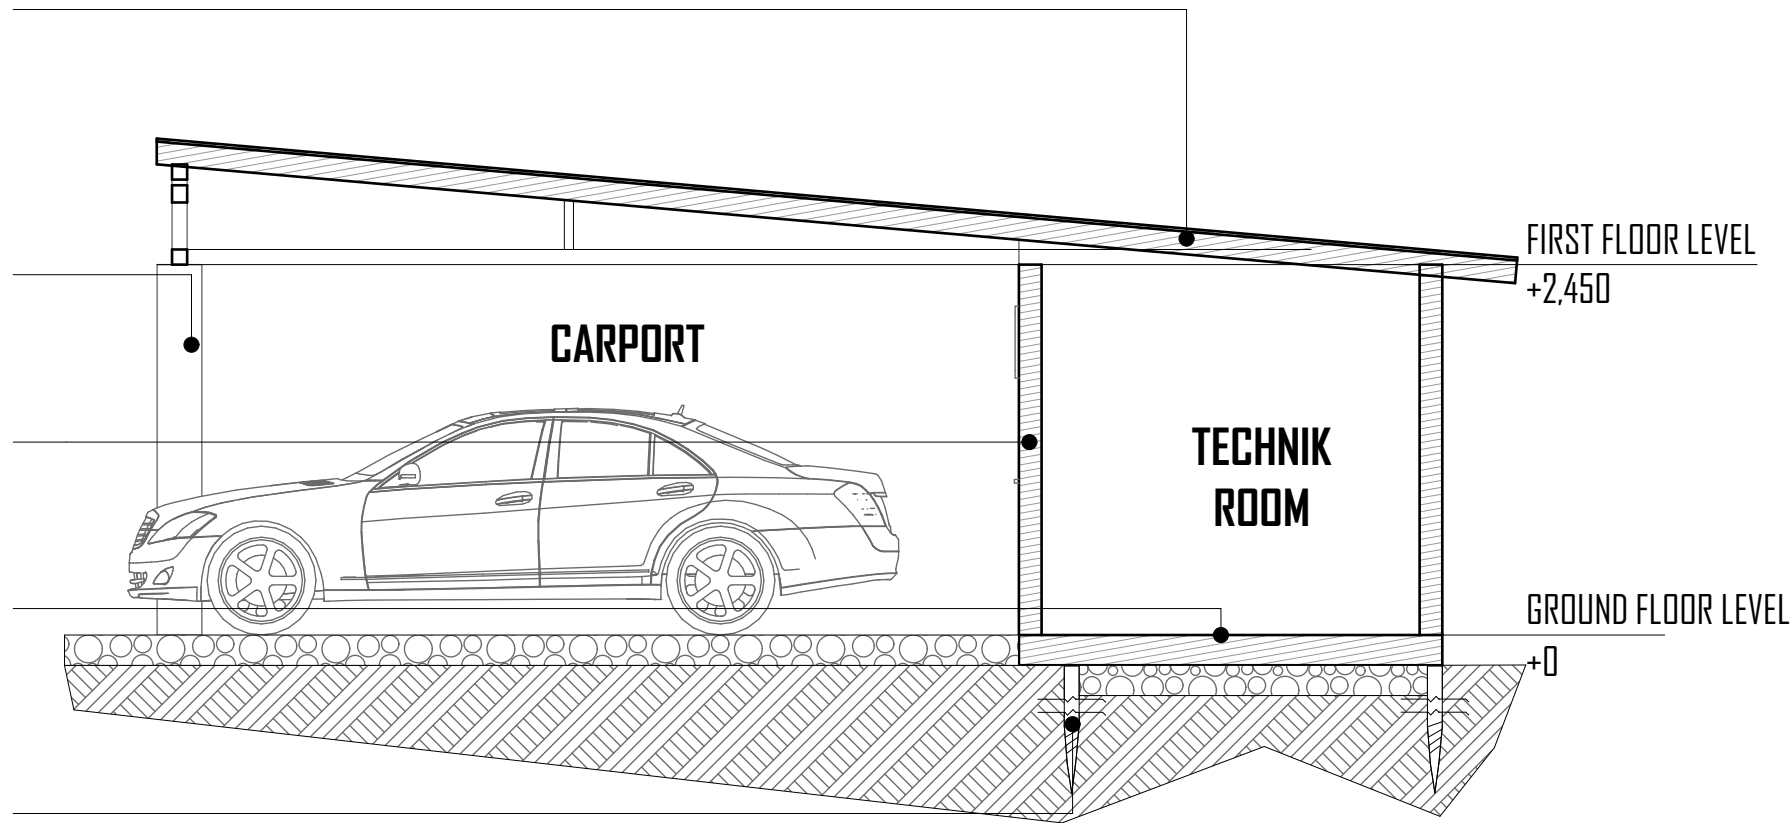 FIRST FLOOR LEVEL
+2,450
CARPORT
TECHNIK
ROOM
GROUND FLOOR LEVEL
+0